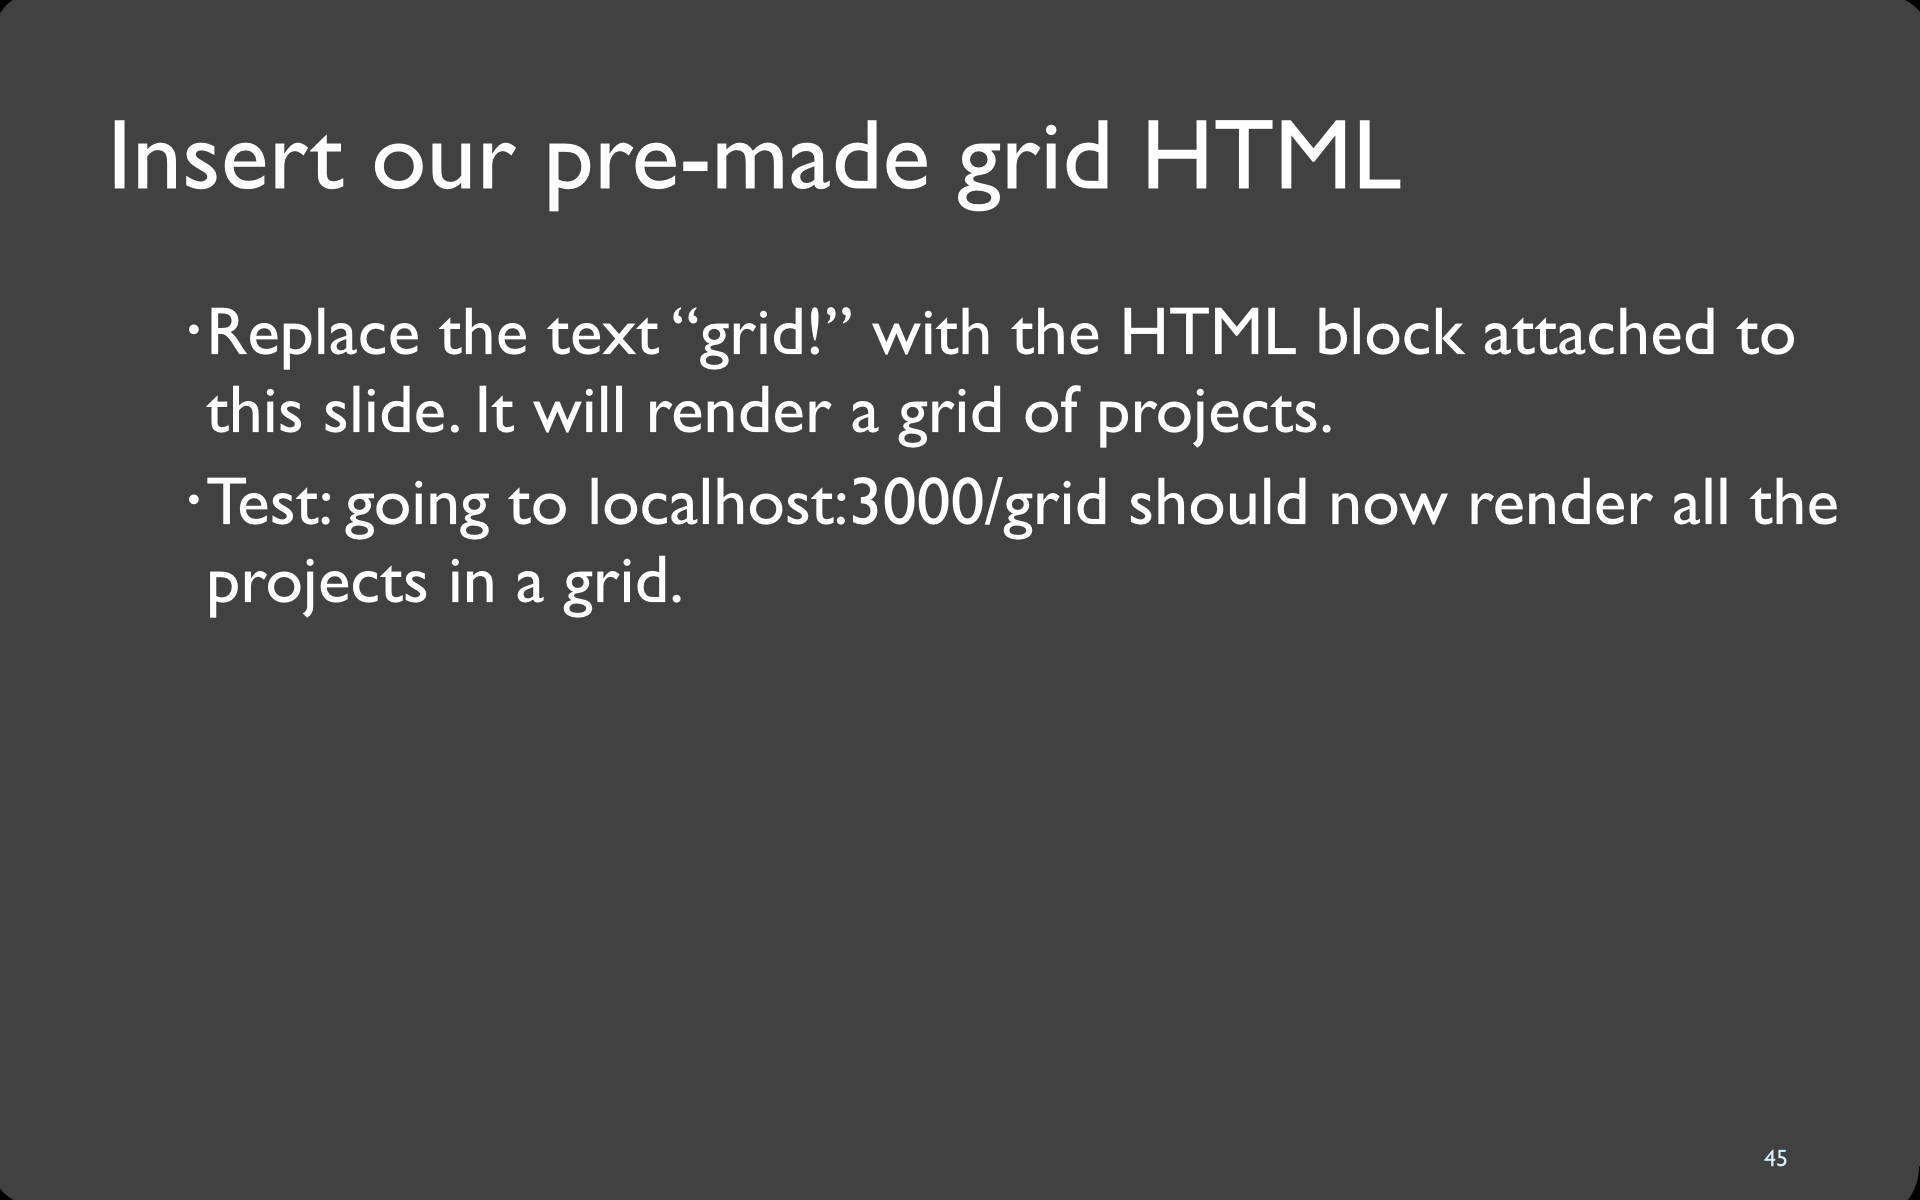 Insert our pre-made grid HTML
·Replace the text “grid!” with the HTML block attached to
this slide. It will render a grid of projects.
·Test: going to localhost:3000/grid should now render all the
projects in a grid.
45